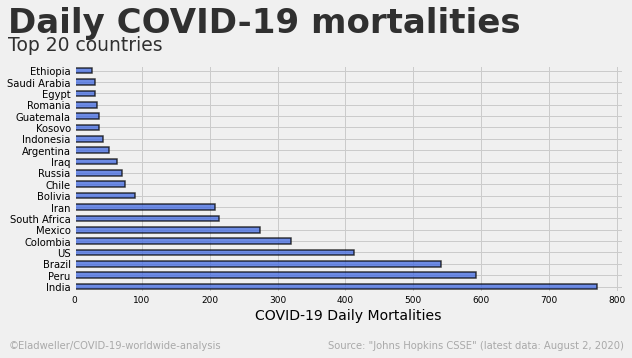 Daily COVID-19 mortalities
Top 20 countries
Ethiopia
Saudi Arabia
Egypt
Romania
Guatemala
Kosovo
Indonesia
Argentina
Iraq
Russia
Chile
Bolivia
Iran
South Africa
Mexico
Colombia
US
Brazil
Peru
India
0 100 200 300 400 500 600 700 800
COVID-19 Daily Mortalities
©Eladweller/COVID-19-worldwide-analysis Source: "Johns Hopkins CSSE" (latest data: August 2, 2020)